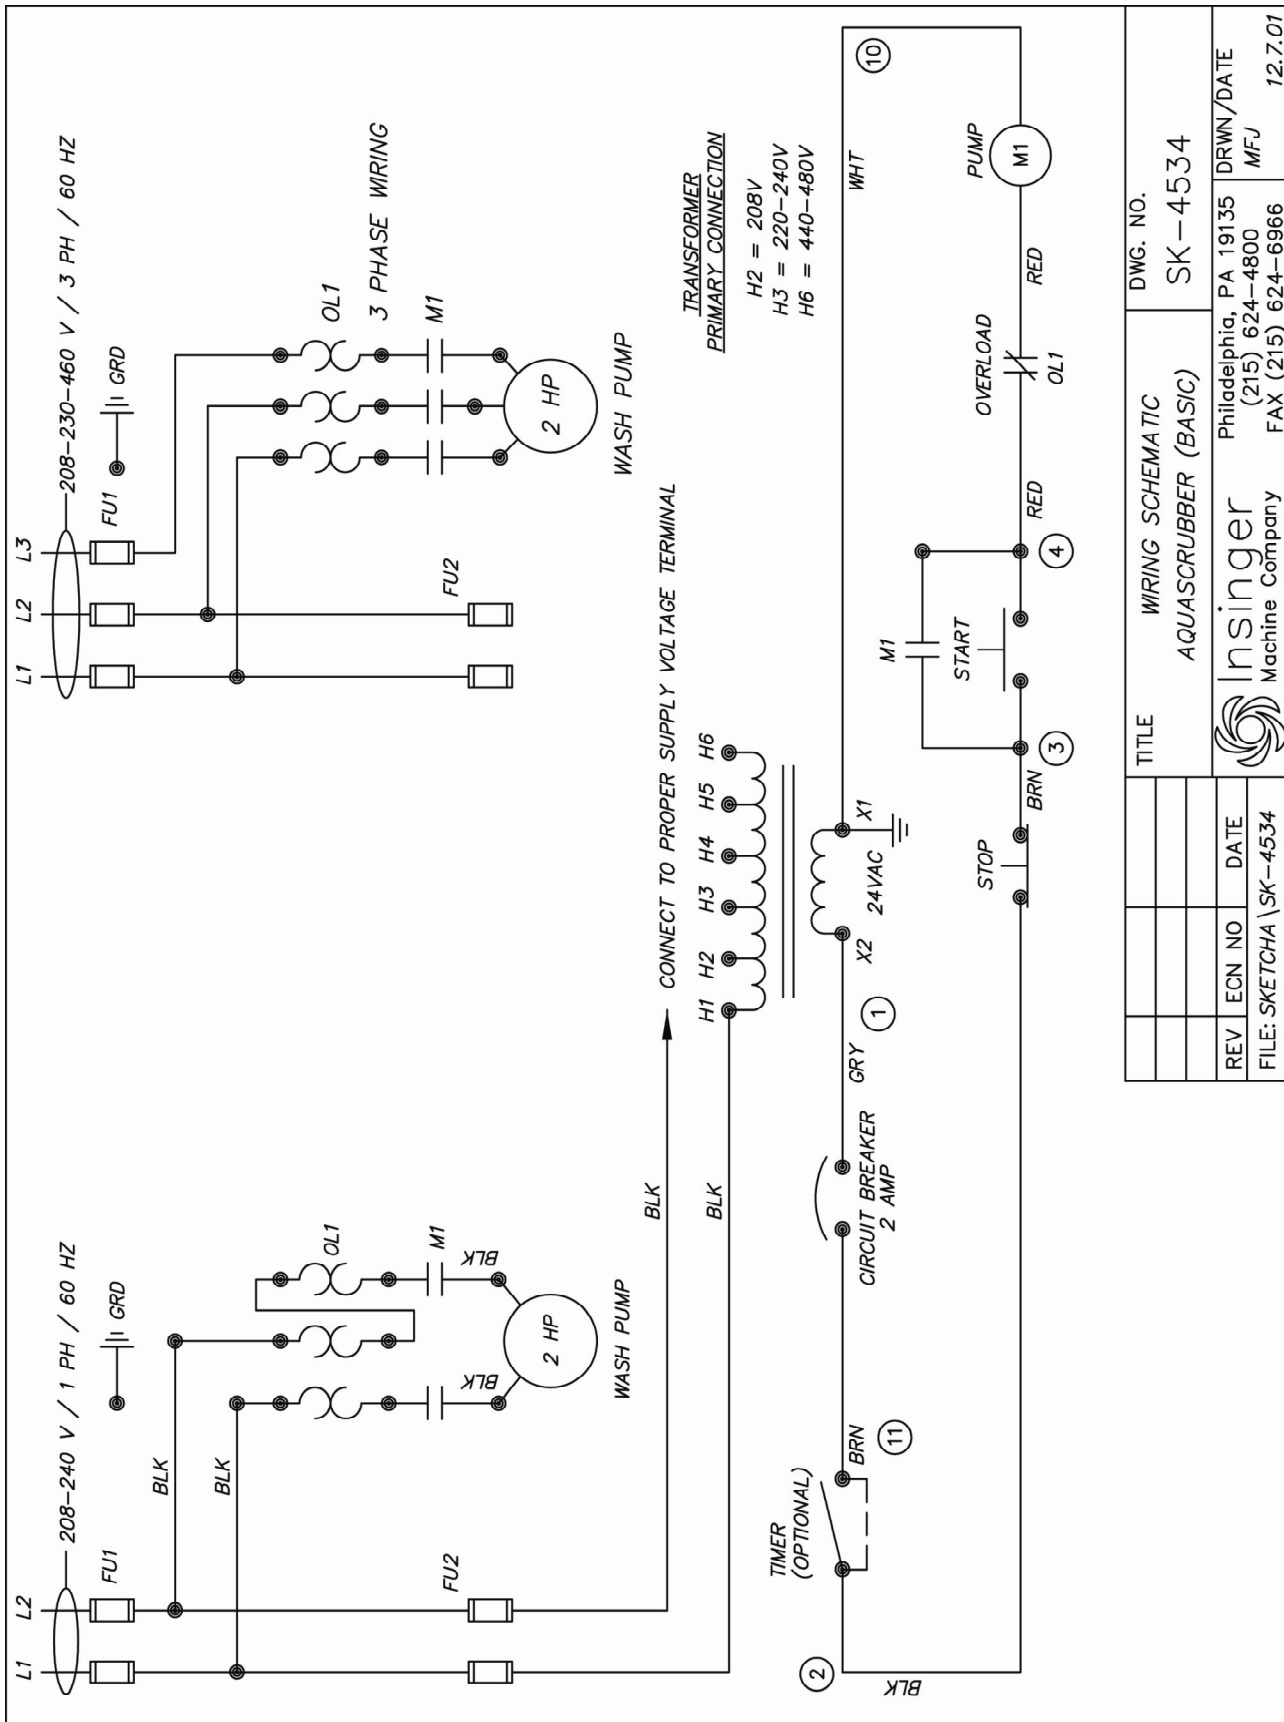 L1
L2
208-240 V / 1 PH / 60 HZ
FU1
GRD
BLK
BLK
OL1
M1
BLK
BLK
2 HP
WASH PUMP
FU2
BLK
BLK
L1
L2
L3
208-230-460 V / 3 PH / 60 HZ
FU1
GRD
OL1
3 PHASE WIRING
M1
2 HP
WASH PUMP
FU2
CONNECT TO PROPER SUPPLY VOLTAGE TERMINAL
H1
H2
H3
H4
H5
H6
TRANSFORMER
PRIMARY CONNECTION
H2 = 208V
H3 = 220-240V
H6 = 440-480V
X2
24VAC
X1
2
TIMER
(OPTIONAL)
BRN
11
CIRCUIT BREAKER
2 AMP
GRY
1
WHT
10
BLK
STOP
BRN
3
M1
START
4
RED
OVERLOAD
OL1
RED
PUMP
M1
REV
ECN NO
DATE
FILE: SKETCHA\SK-4534
TITLE
WIRING SCHEMATIC
AQUASCRUBBER (BASIC)
DWG. NO.
SK-4534
Insinger
Machine Company
Philadelphia, PA 19135
(215) 624-4800
FAX (215) 624-6966
DRWN/DATE
MFJ
12.7.01